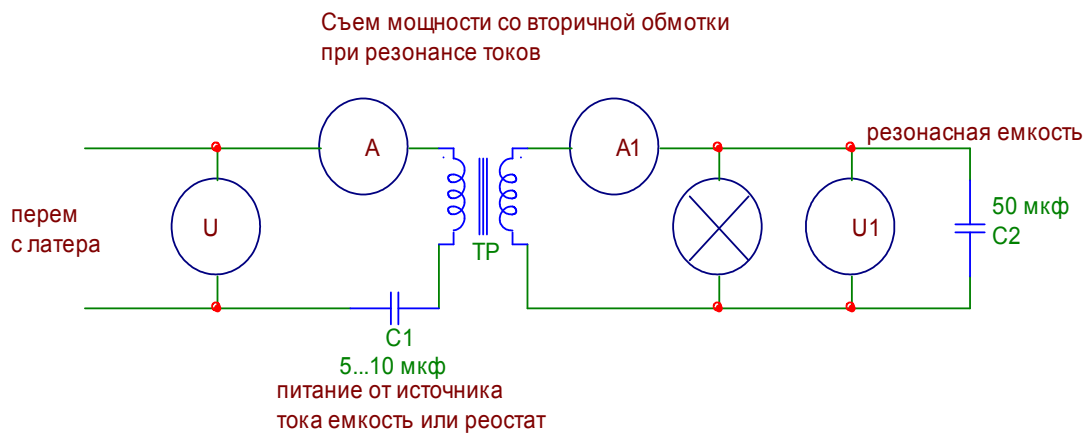 Съем мощности со вторичной обмотки
при резонансе токов
A
A1
резонасная емкость
перем
с латера
U
ТР
U1
50 мкф
C2
C1
5...10 мкф
питание от источника
тока емкость или реостат